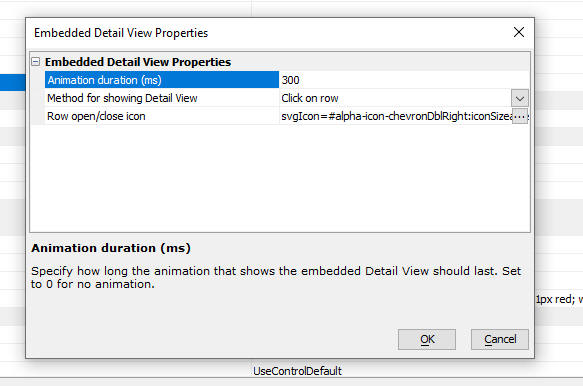 Embedded Detail View Properties
Embedded Detail View Properties
Animation duration (ms) 300
Method for showing Detail View Click on row
Row open/close icon svgIcon=#alpha-icon-chevronDblRight:iconSize ...
Animation duration (ms)
Specify how long the animation that shows the embedded Detail View should last. Set
to 0 for no animation.
1px red; w
OK Cancel
UseControlDefault